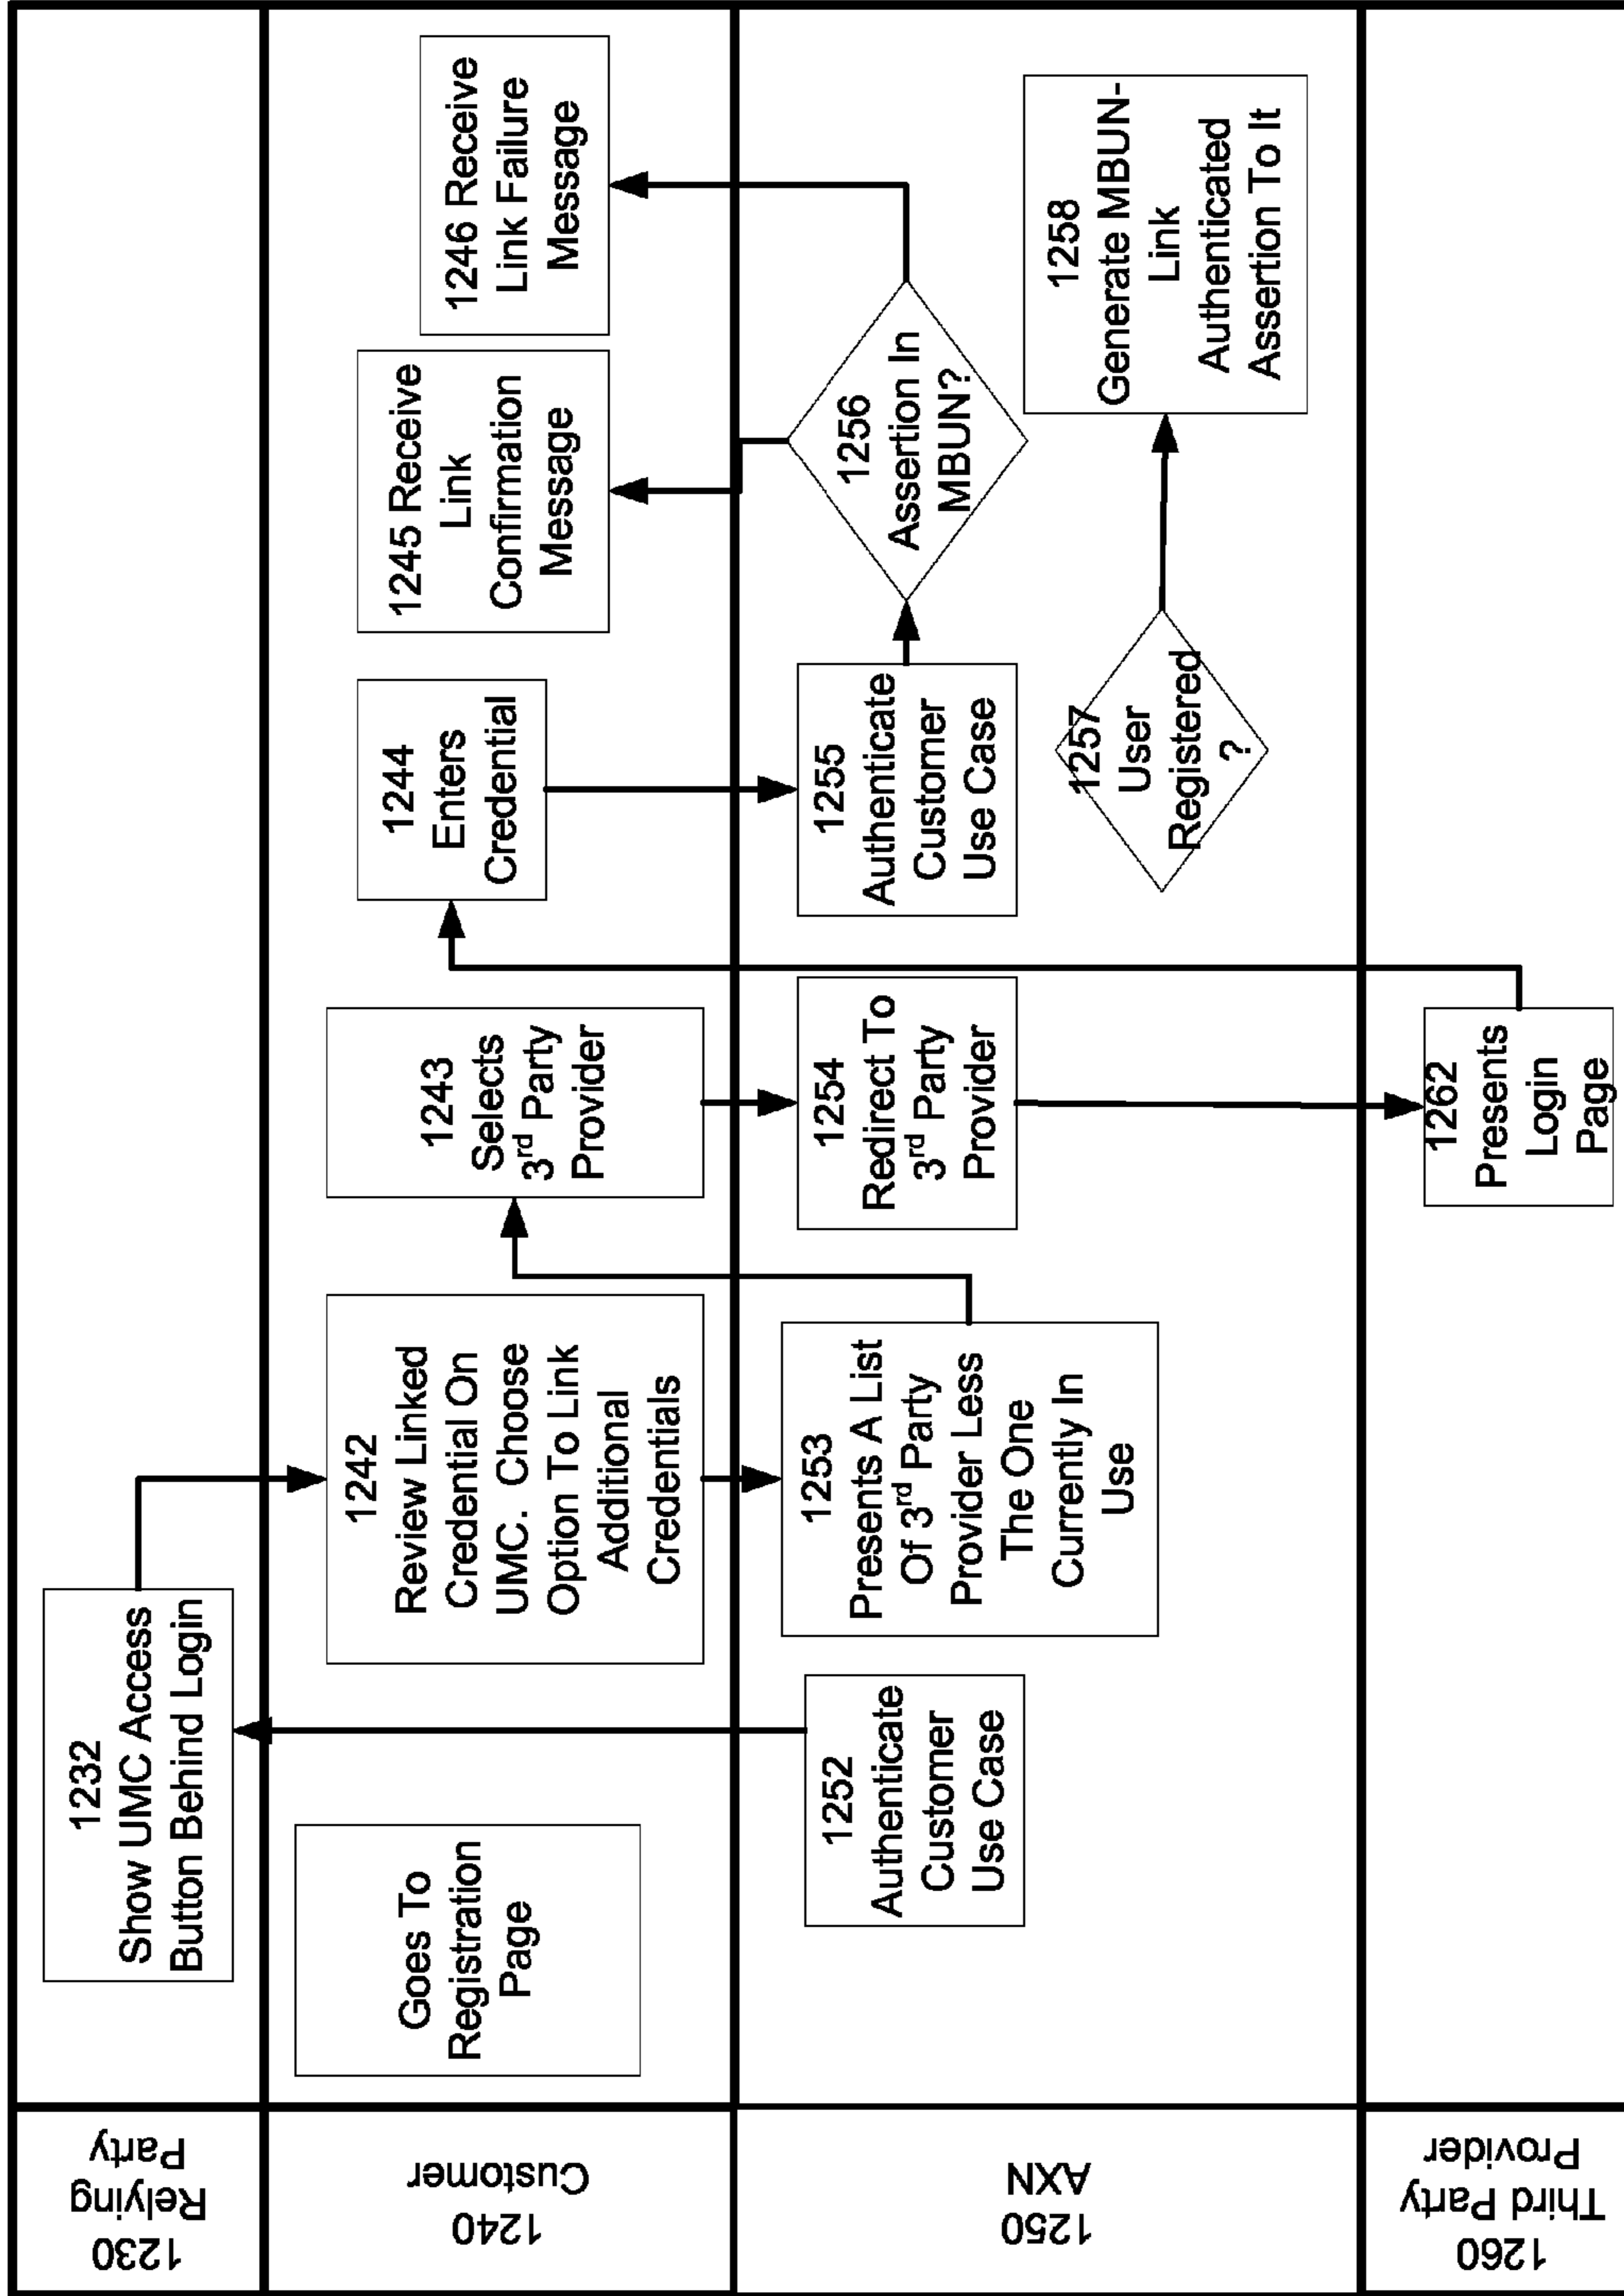 1230
Relying
Party
1232
Show UMC Access
Button Behind Login
1240
Customer
Goes To
Registration
Page
1242
Review Linked
Credential On
UMC. Choose
Option To Link
Additional
Credentials
1243
Selects
3rd Party
Provider
1244
Enters
Credential
1245 Receive
Link
Confirmation
Message
1246 Receive
Link Failure
Message
1250
AXN
1252
Authenticate
Customer
Use Case
1253
Presents A List
Of 3rd Party
Provider Less
The One
Currently In
Use
1254
Redirect To
3rd Party
Provider
1255
Authenticate
Customer
Use Case
1256
Assertion In
MBUN?
1257
User
Registered
?
1258
Generate MBUN-
Link
Authenticated
Assertion To It
1260
Third Party
Provider
1262
Presents
Login
Page